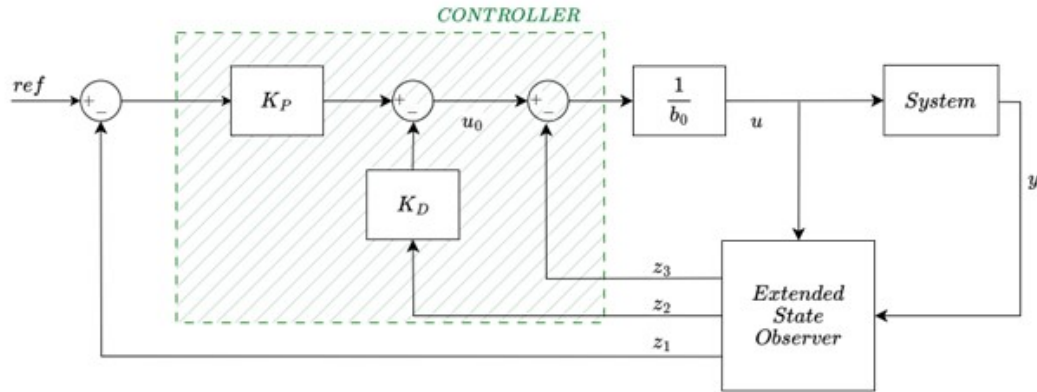 CONTROLLER
ref
+
−
K_P
+
−
u_0
+
−
1
b_0
u
System
y
K_D
z_3
z_2
z_1
Extended
State
Observer